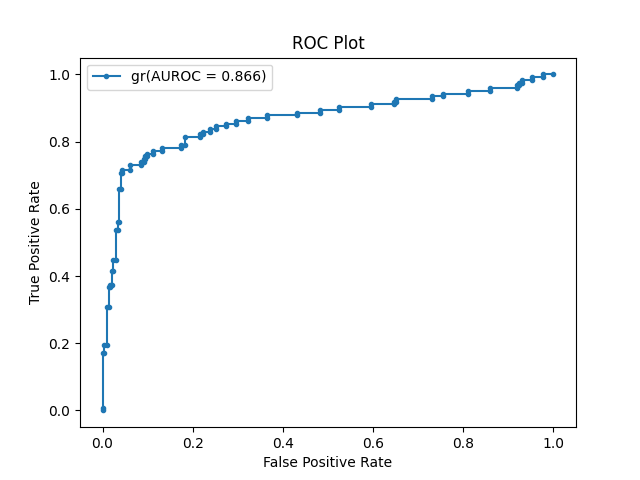 ROC Plot
gr(AUROC = 0.866)
True Positive Rate
1.0
0.8
0.6
0.4
0.2
0.0
0.0 0.2 0.4 0.6 0.8 1.0
False Positive Rate